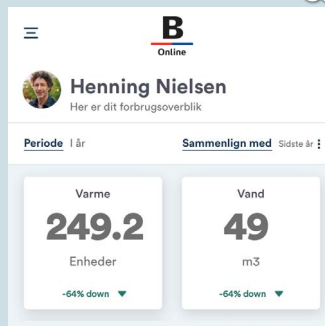 B
Online
Henning Nielsen
Her er dit forbrugsoverblik
Periode I år
Sammenlign med Sidste år
Varme
249.2
Enheder
-64% down
Vand
49
m3
-64% down